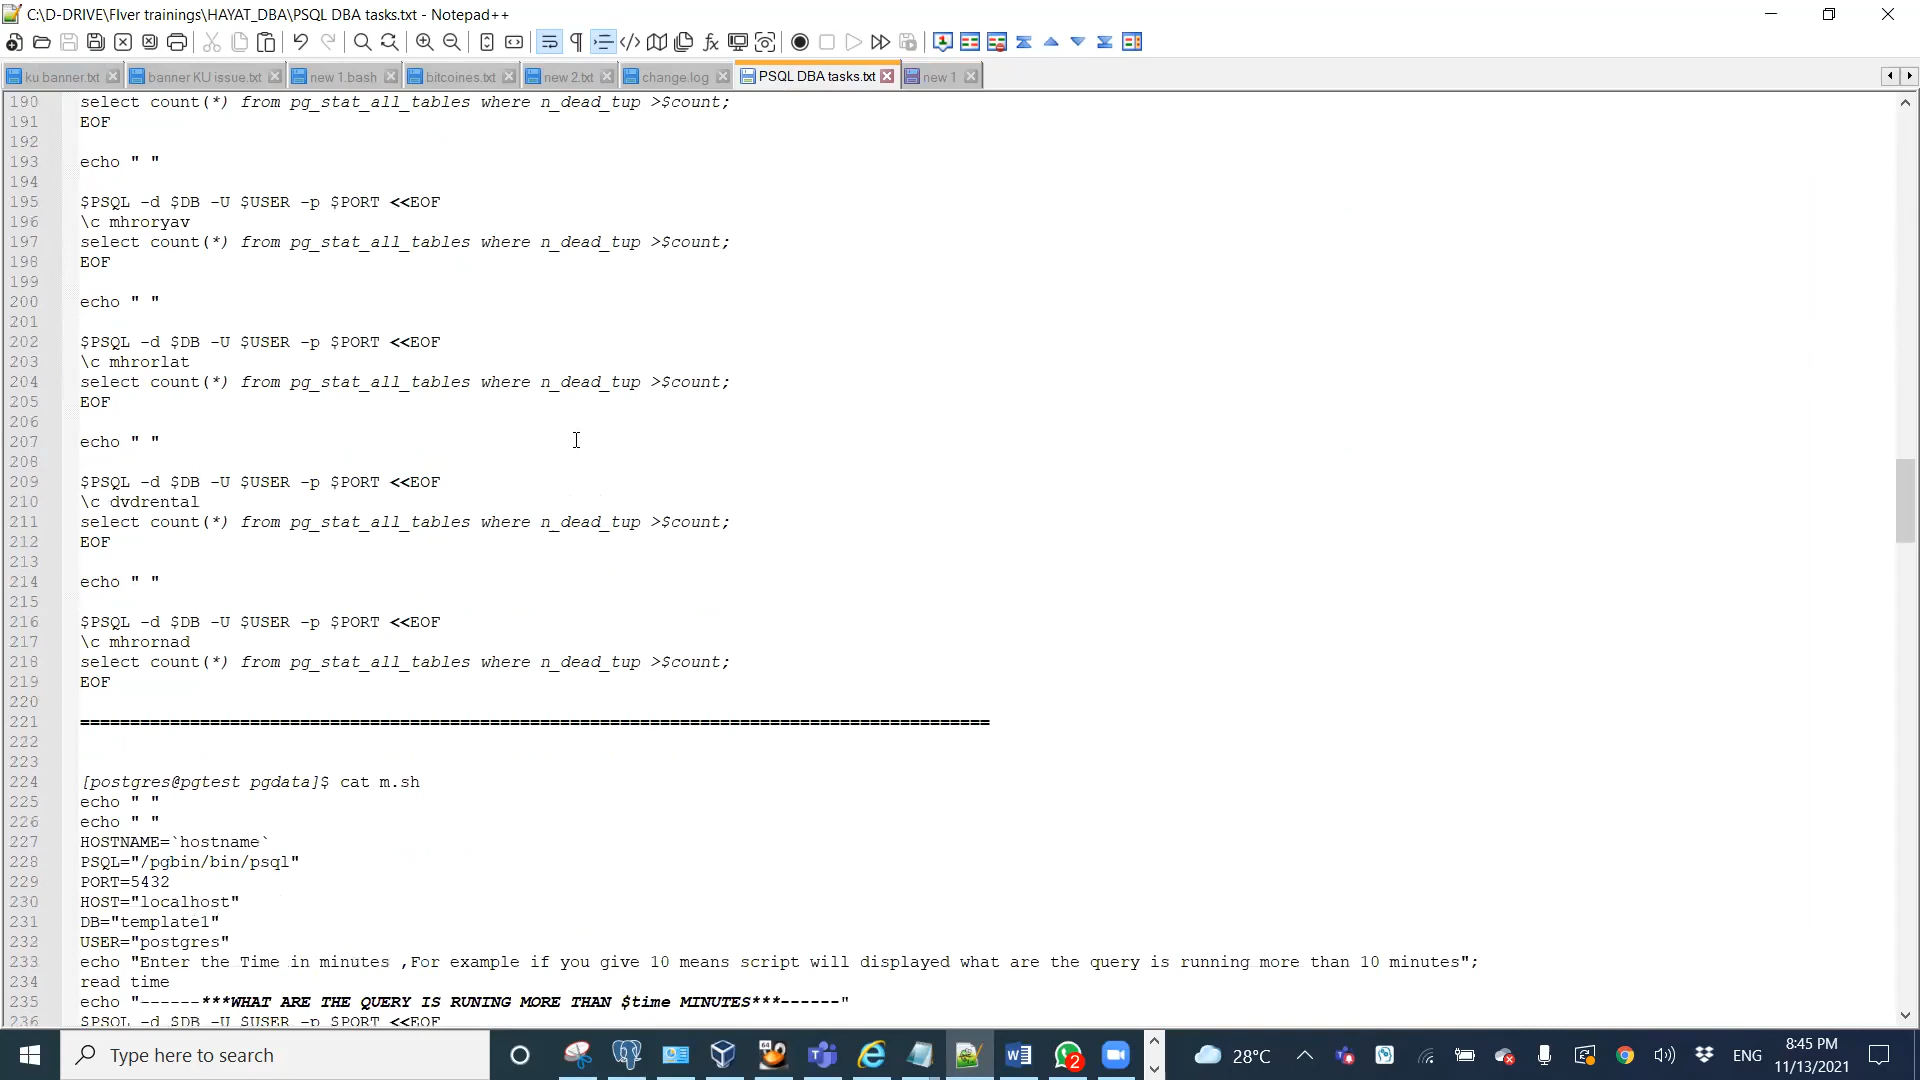 C:\D-DRIVE\FIver trainings\HAYAT_DBA\PSQL DBA tasks.txt - Notepad++
ku banner.txt banner KU issue.txt new 1.bash bitcoines.txt new 2.txt change.log PSQL DBA tasks.txt new 1
190 select count(*) from pg_stat_all_tables where n_dead_tup >$count;
191 EOF
192
193 echo " "
194
195 $PSQL -d $DB -U $USER -p $PORT <<EOF
196 \c mhroryav
197 select count(*) from pg_stat_all_tables where n_dead_tup >$count;
198 EOF
199
200 echo " "
201
202 $PSQL -d $DB -U $USER -p $PORT <<EOF
203 \c mhrorlat
204 select count(*) from pg_stat_all_tables where n_dead_tup >$count;
205 EOF
206
207 echo " "
208
209 $PSQL -d $DB -U $USER -p $PORT <<EOF
210 \c dvdrental
211 select count(*) from pg_stat_all_tables where n_dead_tup >$count;
212 EOF
213
214 echo " "
215
216 $PSQL -d $DB -U $USER -p $PORT <<EOF
217 \c mhrornad
218 select count(*) from pg_stat_all_tables where n_dead_tup >$count;
219 EOF
220
221 ===========================================================================================
222
223
224 [postgres@pgtest pgdata]$ cat m.sh
225 echo " "
226 echo " "
227 HOSTNAME=`hostname`
228 PSQL="/pgbin/bin/psql"
229 PORT=5432
230 HOST="localhost"
231 DB="template1"
232 USER="postgres"
233 echo "Enter the Time in minutes ,For example if you give 10 means script will displayed what are the query is running more than 10 minutes";
234 read time
235 echo "------***WHAT ARE THE QUERY IS RUNING MORE THAN $time MINUTES***------"
236 $PSQL -d $DB -U $USER -p $PORT <<EOF
Type here to search
2
28°C
ENG
8:45 PM
11/13/2021